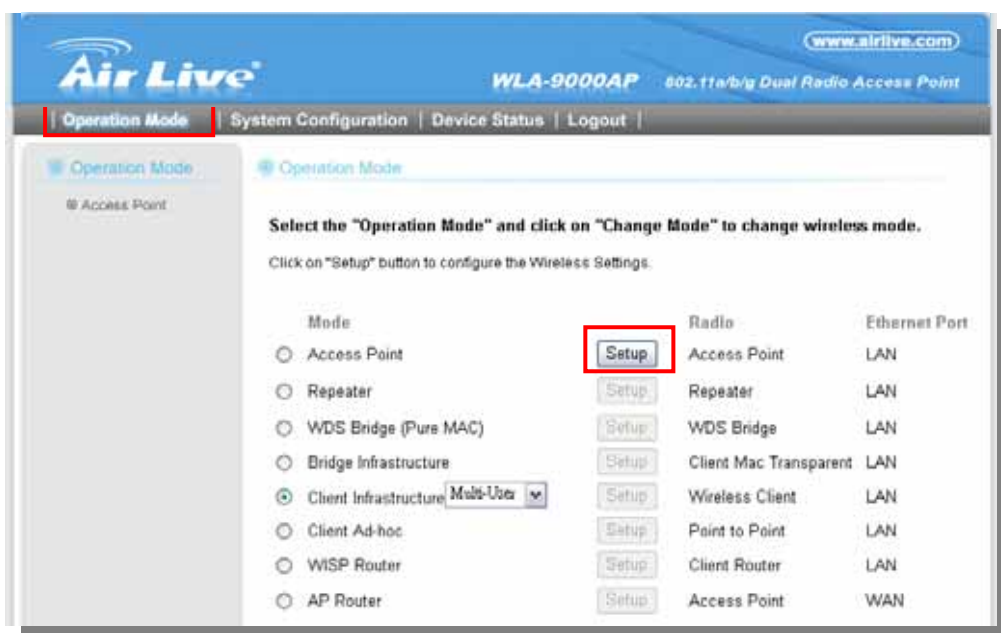 www.airlive.com
Air Live
WLA-9000AP 802.11a/b/g Dual Radio Access Point
Operation Mode | System Configuration | Device Status | Logout |
Operation Mode
Access Point
Operation Mode
Select the "Operation Mode" and click on "Change Mode" to change wireless mode.
Click on "Setup" button to configure the Wireless Settings.
Mode Radio Ethernet Port
Access Point Setup Access Point LAN
Repeater Setup Repeater LAN
WDS Bridge (Pure MAC) Setup WDS Bridge LAN
Bridge Infrastructure Setup Client Mac Transparent LAN
Client Infrastructure Multi-User Setup Wireless Client LAN
Client Ad-hoc Setup Point to Point LAN
WISP Router Setup Client Router LAN
AP Router Setup Access Point WAN